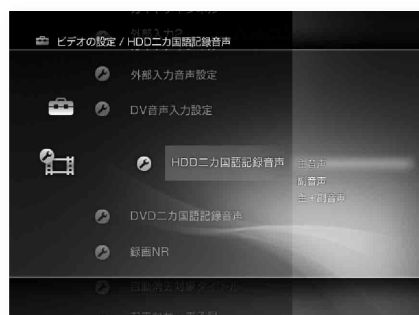 ビデオの設定 / HDD二カ国語記録音声
外部入力音声設定
DV音声入力設定
HDD二カ国語記録音声
主音声
副音声
主+副音声
DVD二カ国語記録音声
録画NR